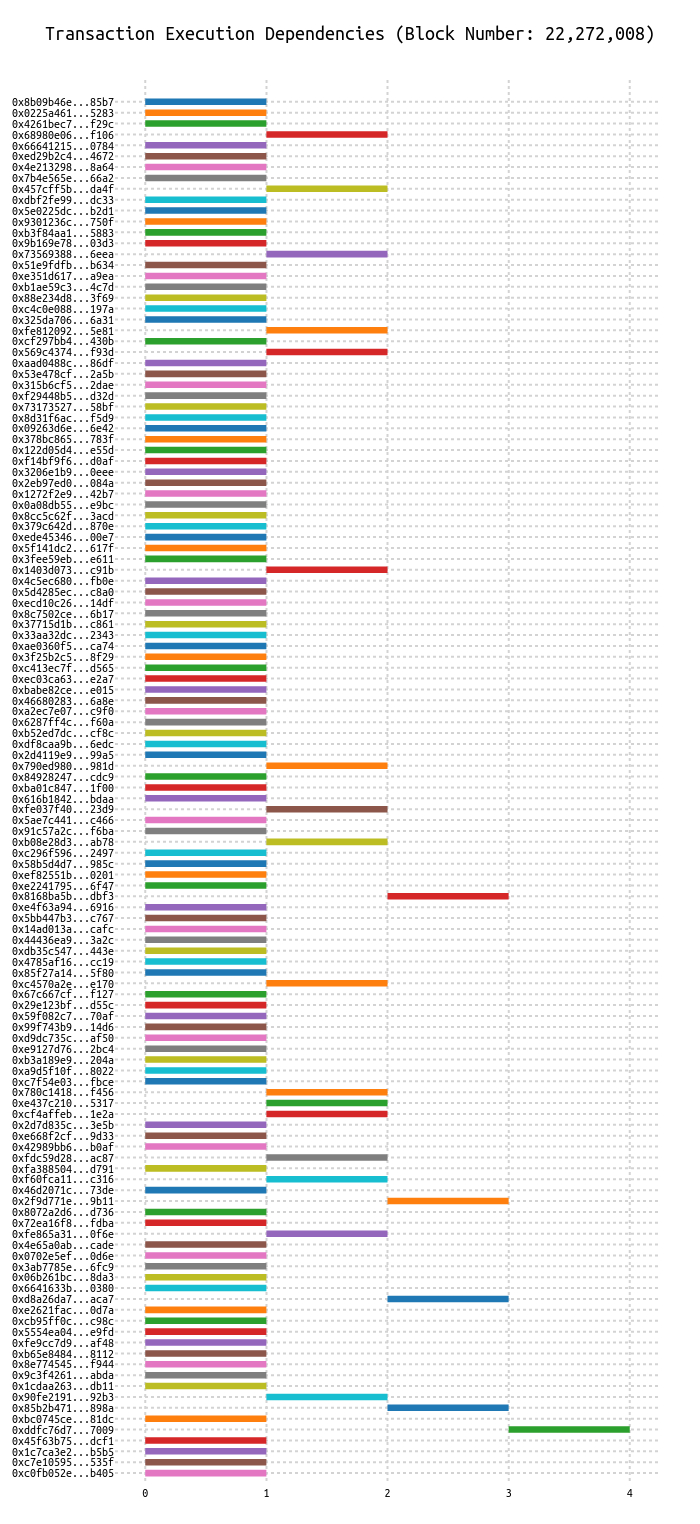 Transaction Execution Dependencies (Block Number: 22,272,008)
0x8b09b46e...85b7
0x0225a461...5283
0x4261bec7...f29c
0x68980e06...f106
0x66641215...0784
0xed29b2c4...4672
0x4e213298...8a64
0x7b4e565e...66a2
0x457cff5b...da4f
0xdbf2fe99...dc33
0x5e0225dc...b2d1
0x9301236c...750f
0xb3f84aa1...5883
0x9b169e78...03d3
0x73569388...6eea
0x51e9fdfb...b634
0xe351d617...a9ea
0xb1ae59c3...4c7d
0x88e234d8...3f69
0xc4c0e088...197a
0x325da706...6a31
0xfe812092...5e81
0xcf297bb4...430b
0x569c4374...f93d
0xaad0488c...86df
0x53e478cf...2a5b
0x315b6cf5...2dae
0xf29448b5...d32d
0x73173527...58bf
0x8d31f6ac...f5d9
0x09263d6e...6e42
0x378bc865...783f
0x122d05d4...e55d
0xf14bf9f6...d0af
0x3206e1b9...0eee
0x2eb97ed0...084a
0x1272f2e9...42b7
0x0a08db55...e9bc
0x8cc5c62f...3acd
0x379c642d...870e
0xede45346...00e7
0x5f141dc2...617f
0x3fee59eb...e611
0x1403d073...c91b
0x4c5ec680...fb0e
0x5d4285ec...c8a0
0xecd10c26...14df
0x8c7502ce...6b17
0x37715d1b...c861
0x33aa32dc...2343
0xae0360f5...ca74
0x3f25b2c5...8f29
0xc413ec7f...d565
0xec03ca63...e2a7
0xbabe82ce...e015
0x46680283...6a8e
0xa2ec7e07...c9f0
0x6287ff4c...f60a
0xb52ed7dc...cf8c
0xdf8caa9b...6edc
0x2d4119e9...99a5
0x790ed980...981d
0x84928247...cdc9
0xba01c847...1f00
0x616b1842...bdaa
0xfe037f40...23d9
0x5ae7c441...c466
0x91c57a2c...f6ba
0xb08e28d3...ab78
0xc296f596...2497
0x58b5d4d7...985c
0xef82551b...0201
0xe2241795...6f47
0x8168ba5b...dbf3
0xe4f63a94...6916
0x5bb447b3...c767
0x14ad013a...cafc
0x44436ea9...3a2c
0xdb35c547...443e
0x4785af16...cc19
0x85f27a14...5f80
0xc4570a2e...e170
0x67c667cf...f127
0x29e123bf...d55c
0x59f082c7...70af
0x99f743b9...14d6
0xd9dc735c...af50
0xe9127d76...2bc4
0xb3a189e9...204a
0xa9d5f10f...8022
0xc7f54e03...fbce
0x780c1418...f456
0xe437c210...5317
0xcf4affeb...1e2a
0x2d7d835c...3e5b
0xe668f2cf...9d33
0x42989bb6...b0af
0xfdc59d28...ac87
0xfa388504...d791
0xf60fca11...c316
0x46d2071c...73de
0x2f9d771e...9b11
0x8072a2d6...d736
0x72ea16f8...fdba
0xfe865a31...0f6e
0x4e65a0ab...cade
0x0702e5ef...0d6e
0x3ab7785e...6fc9
0x06b261bc...8da3
0x6641633b...0380
0xd8a26da7...aca7
0xe2621fac...0d7a
0xcb95ff0c...c98c
0x5554ea04...e9fd
0xfe9cc7d9...af48
0xb65e8484...8112
0x8e774545...f944
0x9c3f4261...abda
0x1cdaa263...db11
0x90fe2191...92b3
0x85b2b471...898a
0xbc0745ce...81dc
0xddfc76d7...7009
0x45f63b75...dcf1
0x1c7ca3e2...b5b5
0xc7e10595...535f
0xc0fb052e...b405
0 1 2 3 4